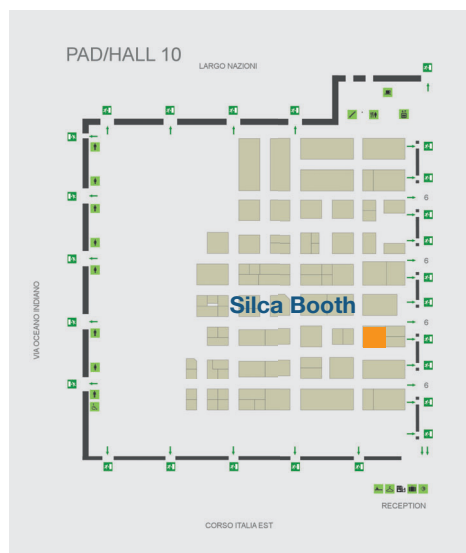 PAD/HALL 10
LARGO NAZIONI
6
6
VIA OCEANO INDIANO
Silca Booth
6
6
RECEPTION
CORSO ITALIA EST